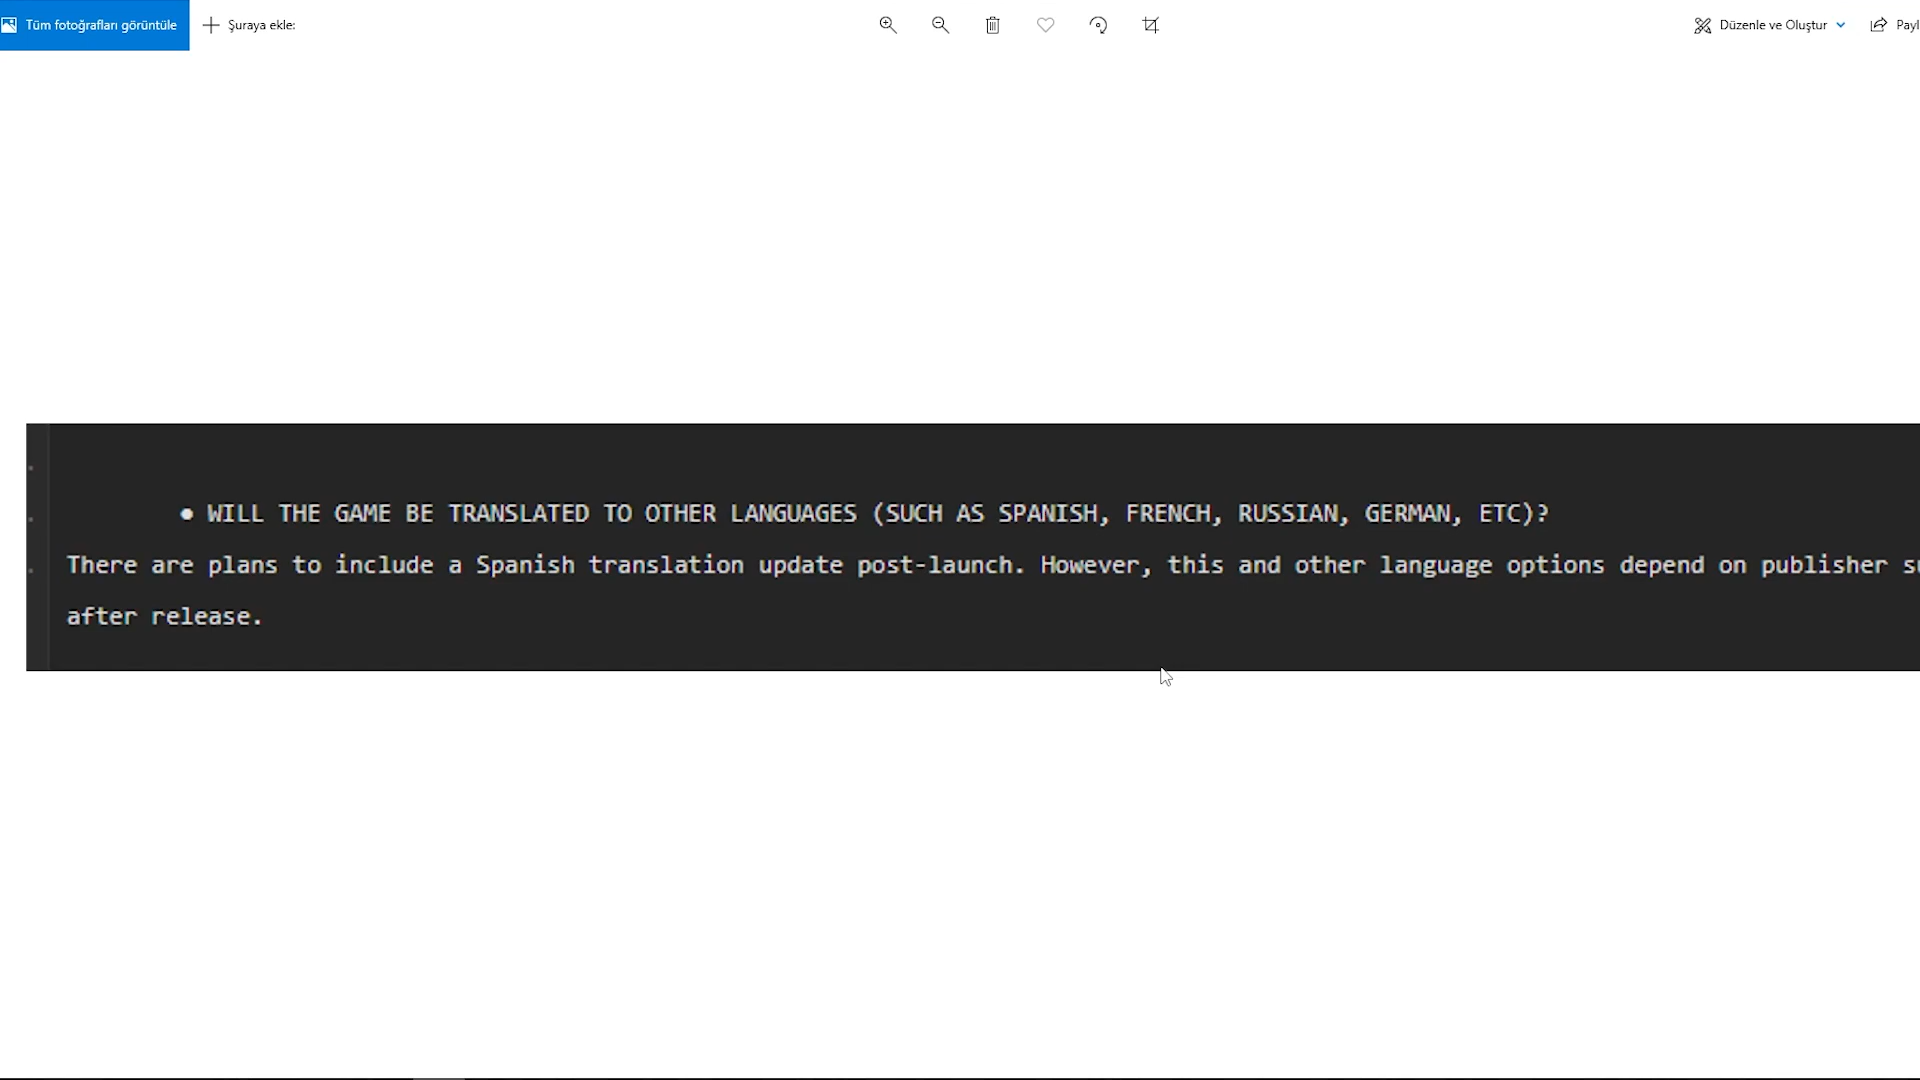 Tüm fotoğrafları görüntüle
Şuraya ekle:
Düzenle ve Oluştur
• WILL THE GAME BE TRANSLATED TO OTHER LANGUAGES (SUCH AS SPANISH, FRENCH, RUSSIAN, GERMAN, ETC)?
There are plans to include a Spanish translation update post-launch. However, this and other language options depend on publisher
after release.